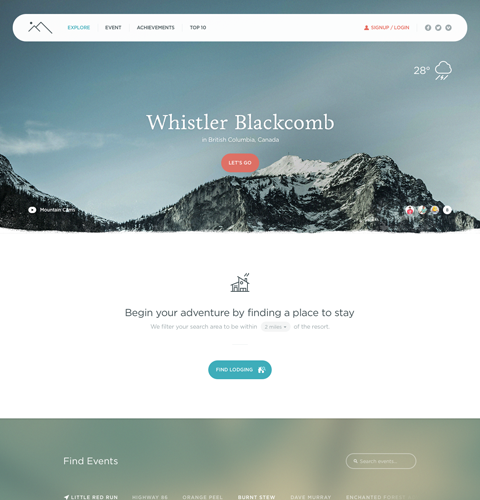 EXPLORE EVENT ACHIEVEMENTS TOP 10 SIGNUP / LOGIN
28°
Whistler Blackcomb
in British Columbia, Canada
LET'S GO
Mountain Cams
Begin your adventure by finding a place to stay
We filter your search area to be within 2 miles of the resort.
FIND LODGING
Find Events Search events...
LITTLE RED RUN HIGHWAY 86 ORANGE PEEL BURNT STEW DAVE MURRAY ENCHANTED